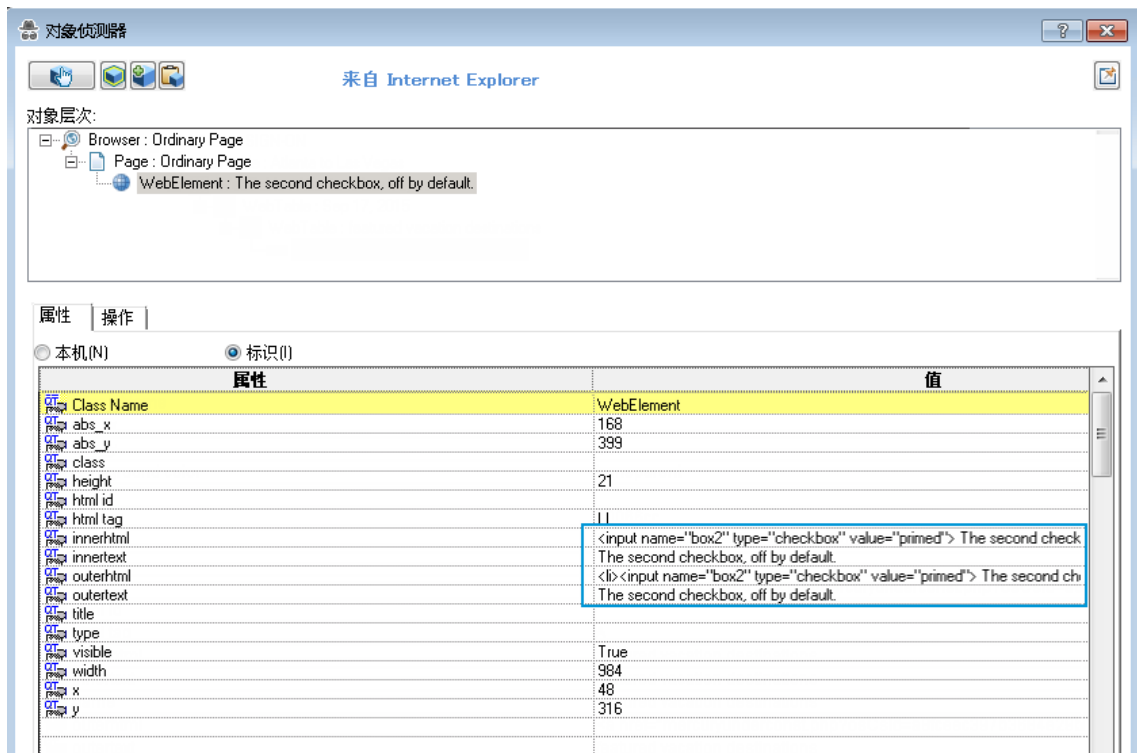 对象侦测器
来自 Internet Explorer
对象层次:
Browser : Ordinary Page
Page : Ordinary Page
WebElement : The second checkbox, off by default.
属性 操作
本机(N) 标识(I)
属性 值
Class Name WebElement
abs_x 168
abs_y 399
class
height 21
html id
html tag LI
innerhtml <input name="box2" type="checkbox" value="primed"> The second check
innertext The second checkbox, off by default.
outerhtml <li><input name="box2" type="checkbox" value="primed"> The second ch
outertext The second checkbox, off by default.
title
type
visible True
width 984
x 48
y 316